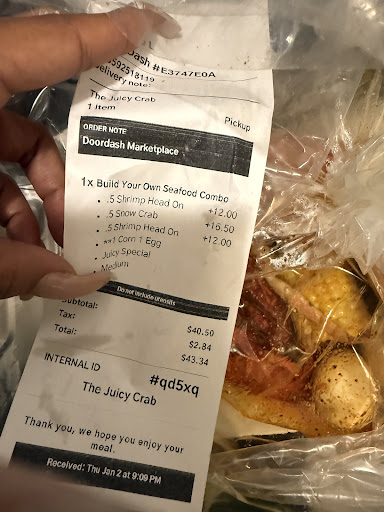 Dash #E3747E0A
592518119
elivery note:
The Juicy Crab
1 item
Pickup
ORDER NOTE
Doordash Marketplace
1x Build Your Own Seafood Combo
• .5 Shrimp Head On +12.00
• .5 Snow Crab +16.50
• .5 Shrimp Head On +12.00
• **1 Corn 1 Egg
• Juicy Special
• Medium
Do not include utensils
Subtotal: $40.50
Tax: $2.84
Total: $43.34
INTERNAL ID #qd5xq
The Juicy Crab
Thank you, we hope you enjoy your
meal.
Received: Thu Jan 2 at 9:09 PM